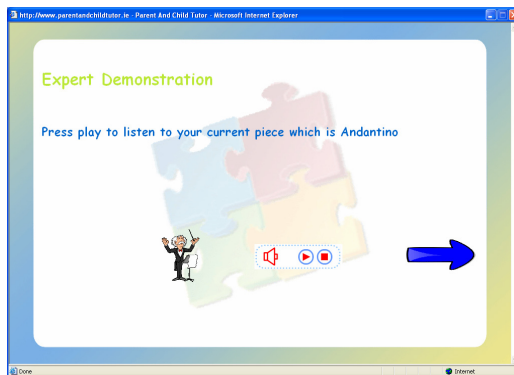 http://www.parentandchildtutor.ie - Parent And Child Tutor - Microsoft Internet Explorer
Expert Demonstration
Press play to listen to your current piece which is Andantino
Done
Internet